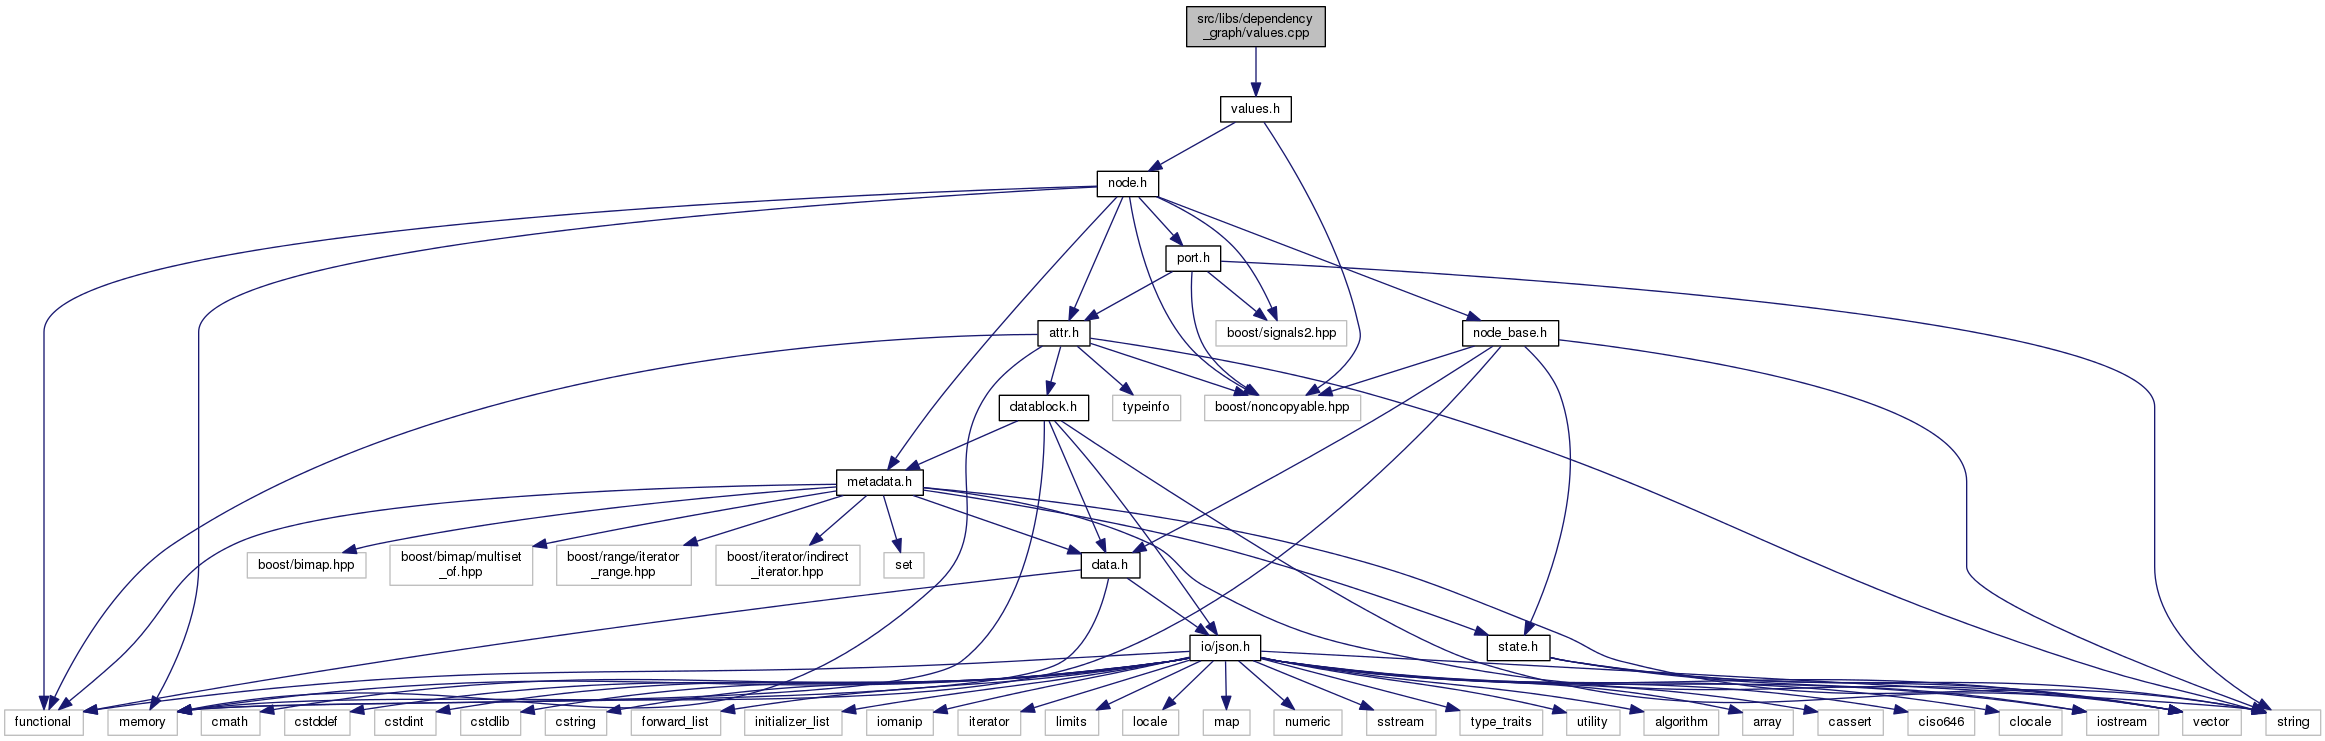 src/libs/dependency
_graph/values.cpp
values.h
node.h
port.h
attr.h
boost/signals2.hpp
node_base.h
datablock.h
typeinfo
boost/noncopyable.hpp
metadata.h
boost/bimap.hpp
boost/bimap/multiset
_of.hpp
boost/range/iterator
_range.hpp
boost/iterator/indirect
_iterator.hpp
set
data.h
io/json.h
state.h
functional
memory
cmath
cstddef
cstdint
cstdlib
cstring
forward_list
initializer_list
iomanip
iterator
limits
locale
map
numeric
sstream
type_traits
utility
algorithm
array
cassert
ciso646
clocale
iostream
vector
string